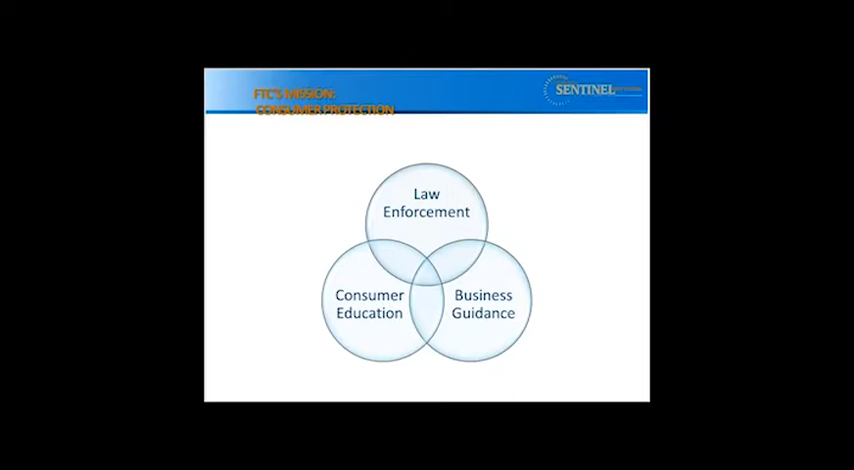 FTC'S MISSION:
CONSUMER PROTECTION
SENTINEL
Law
Enforcement
Consumer
Education
Business
Guidance